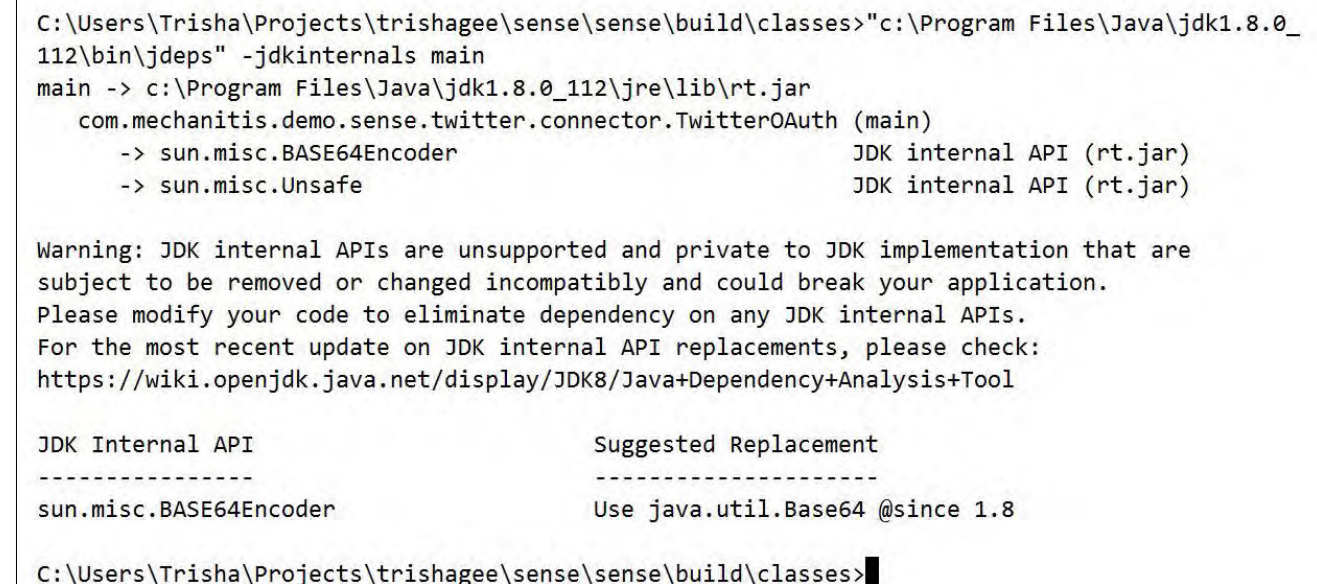 C:\Users\Trisha\Projects\trishagee\sense\sense\build\classes>"c:\Program Files\Java\jdk1.8.0_
112\bin\jdeps" -jdkinternals main
main -> c:\Program Files\Java\jdk1.8.0_112\jre\lib\rt.jar
   com.mechanitis.demo.sense.twitter.connector.TwitterOAuth (main)
      -> sun.misc.BASE64Encoder                          JDK internal API (rt.jar)
      -> sun.misc.Unsafe                                 JDK internal API (rt.jar)
Warning: JDK internal APIs are unsupported and private to JDK implementation that are
subject to be removed or changed incompatibly and could break your application.
Please modify your code to eliminate dependency on any JDK internal APIs.
For the most recent update on JDK internal API replacements, please check:
https://wiki.openjdk.java.net/display/JDK8/Java+Dependency+Analysis+Tool
JDK Internal API                         Suggested Replacement
----------------                         ---------------------
sun.misc.BASE64Encoder                   Use java.util.Base64 @since 1.8
C:\Users\Trisha\Projects\trishagee\sense\sense\build\classes>